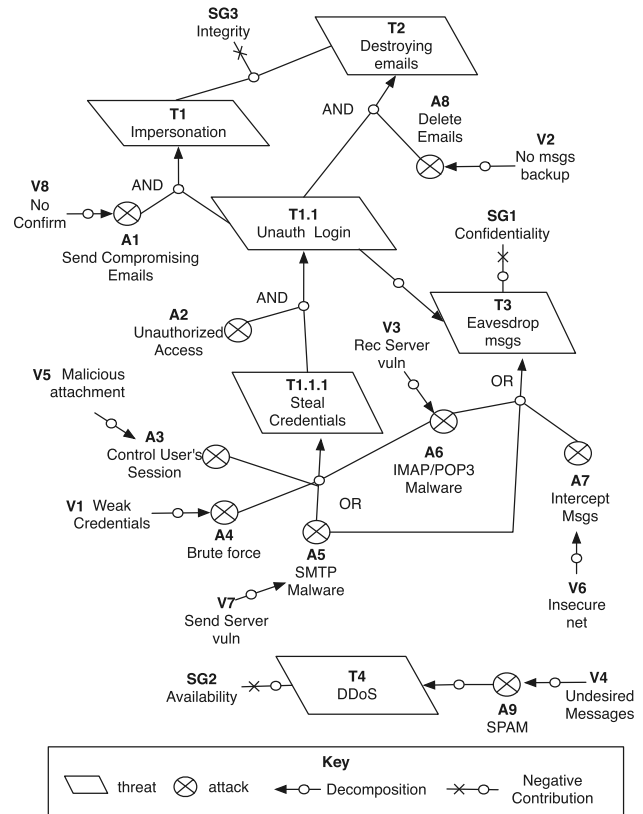 SG3
Integrity
T2
Destroying
emails
T1
Impersonation
AND
A8
Delete
Emails
V2
No msgs
backup
V8
No
Confirm
AND
A1
Send Compromising
Emails
T1.1
Unauth Login
SG1
Confidentiality
A2
Unauthorized
Access
AND
T3
Eavesdrop
msgs
V3
Rec Server
vuln
OR
V5 Malicious
attachment
T1.1.1
Steal
Credentials
A3
Control User's
Session
A6
IMAP/POP3
Malware
A7
Intercept
Msgs
V1 Weak
Credentials
A4
Brute force
OR
A5
SMTP
Malware
V7
Send Server
vuln
V6
Insecure
net
SG2
Availability
T4
DDoS
A9
SPAM
V4
Undesired
Messages
Key
threat
attack
Decomposition
Negative
Contribution